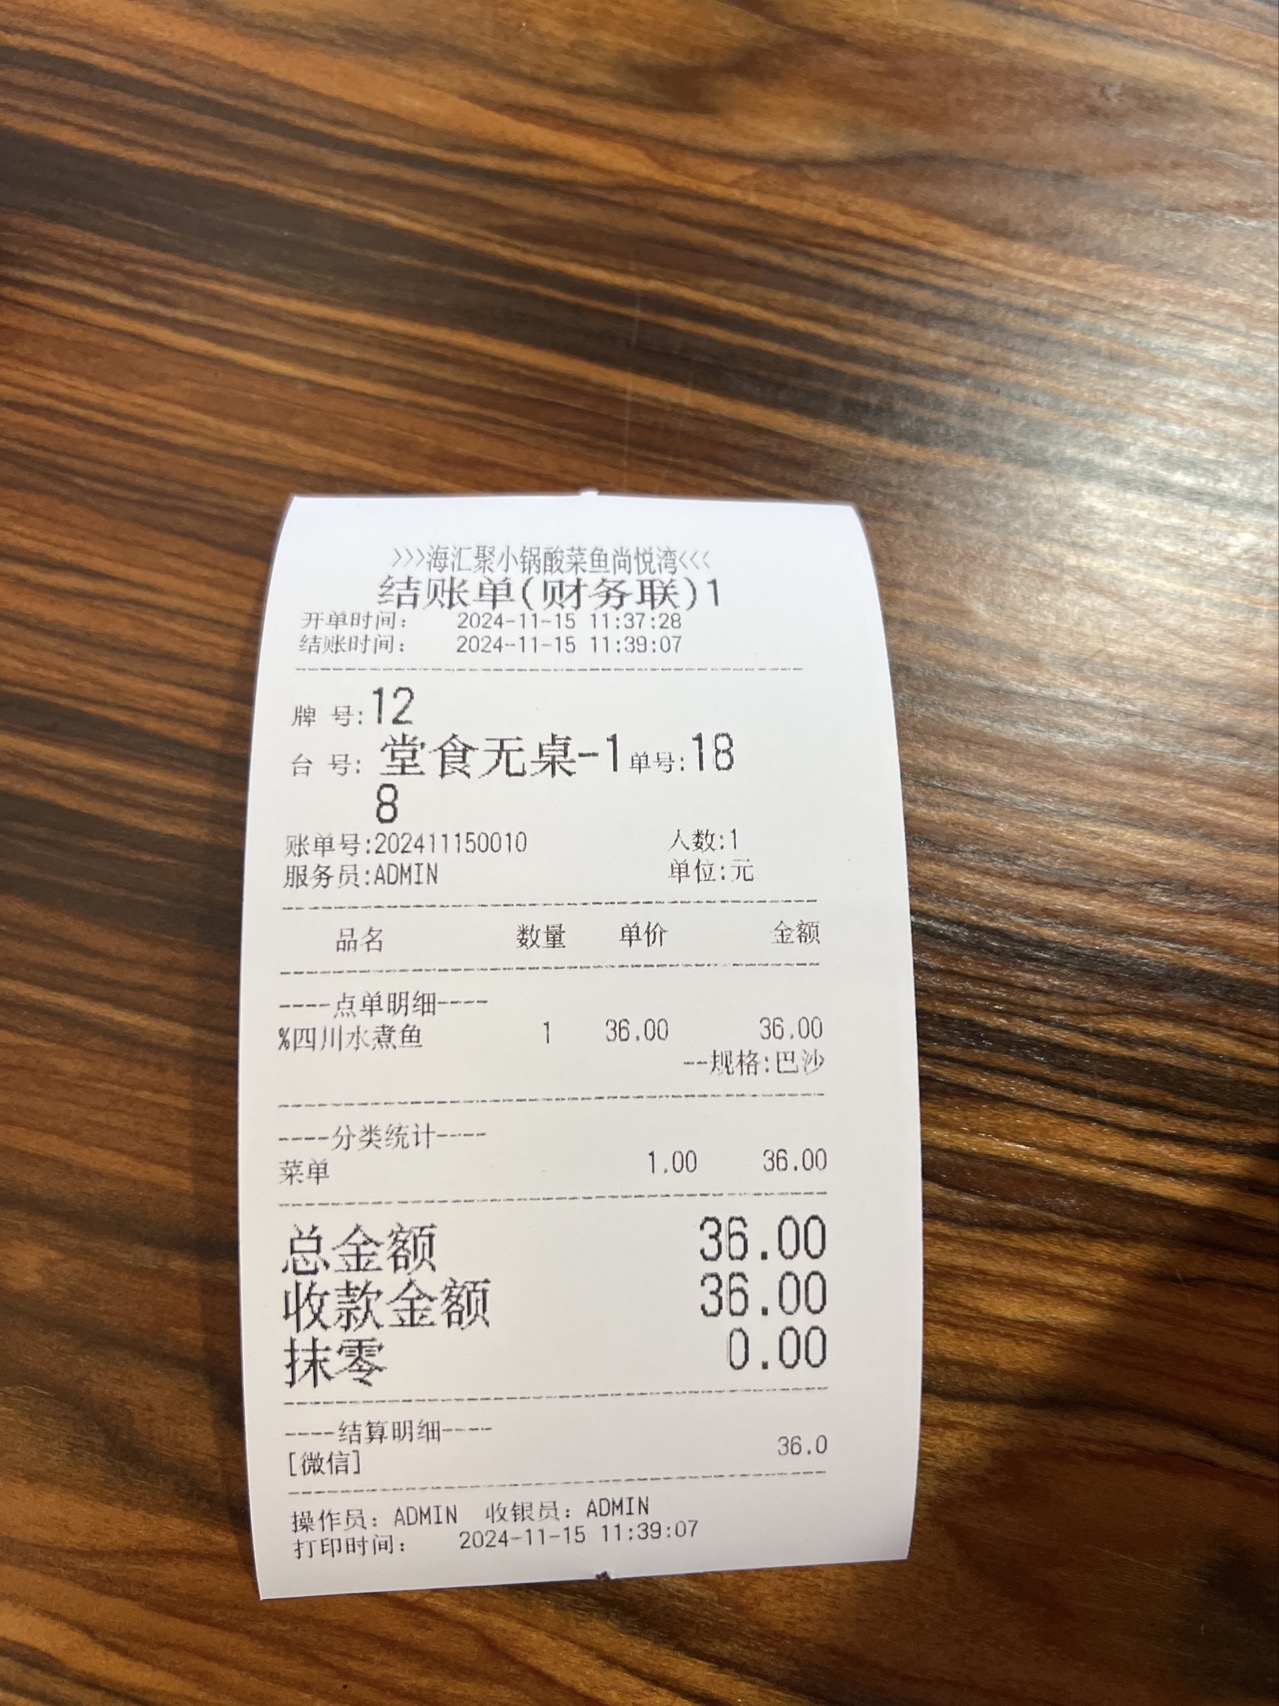 >>>海汇聚小锅酸菜鱼尚悦湾<<<
结账单(财务联)1
开单时间： 2024-11-15 11:37:28
结账时间： 2024-11-15 11:39:07
牌 号:12
台 号: 堂食无桌-1单号:18
8
账单号:202411150010 人数:1
服务员:ADMIN 单位:元
品名 数量 单价 金额
----点单明细----
%四川水煮鱼 1 36.00 36.00
--规格:巴沙
----分类统计----
菜单 1.00 36.00
总金额 36.00
收款金额 36.00
抹零 0.00
----结算明细----
[微信] 36.0
操作员：ADMIN 收银员：ADMIN
打印时间： 2024-11-15 11:39:07